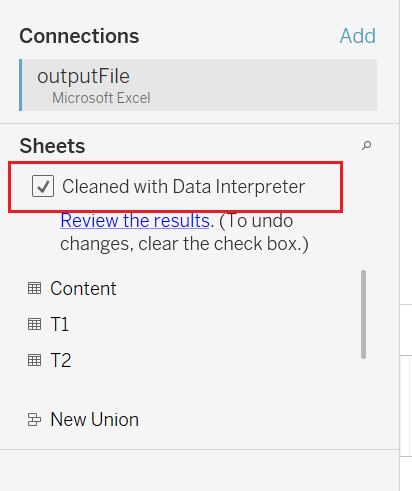 Connections
Add
outputFile
Microsoft Excel
Sheets
Cleaned with Data Interpreter
Review the results. (To undo
changes, clear the check box.)
Content
T1
T2
New Union